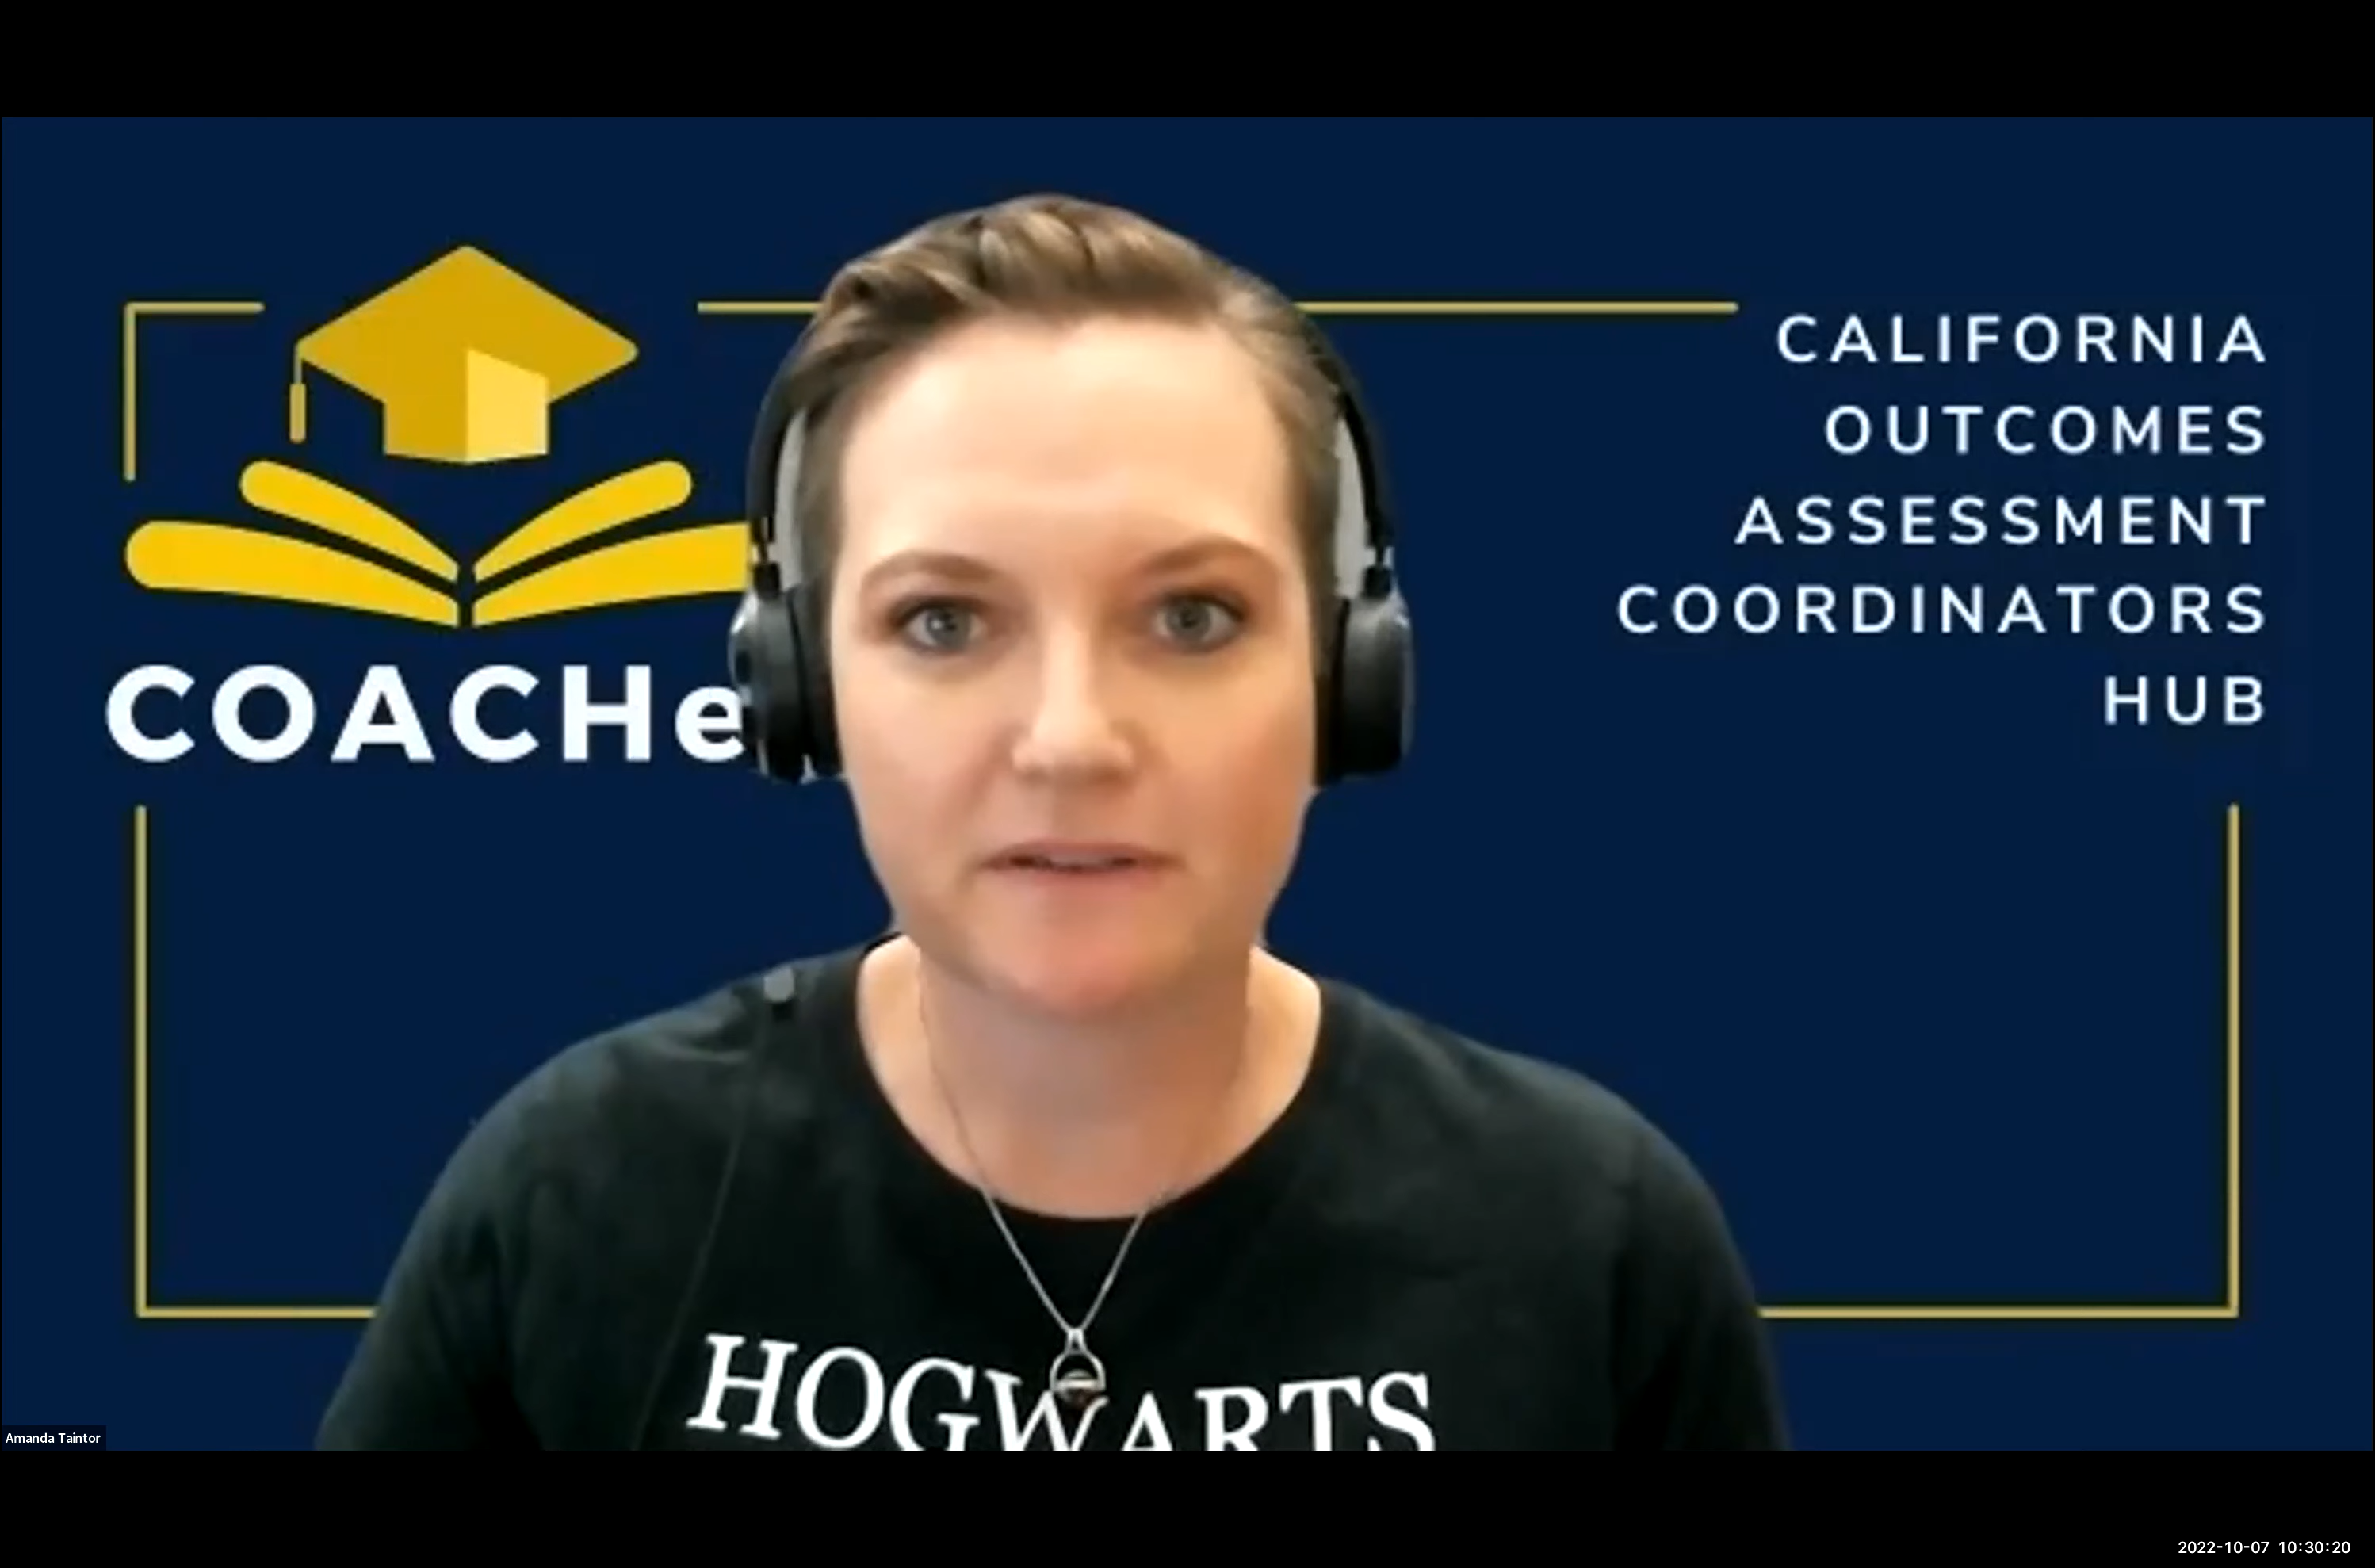 CALIFORNIA
OUTCOMES
ASSESSMENT
COORDINATORS
HUB
COACHe
HOGWARTS
Amanda Taintor
2022-10-07 10:30:20